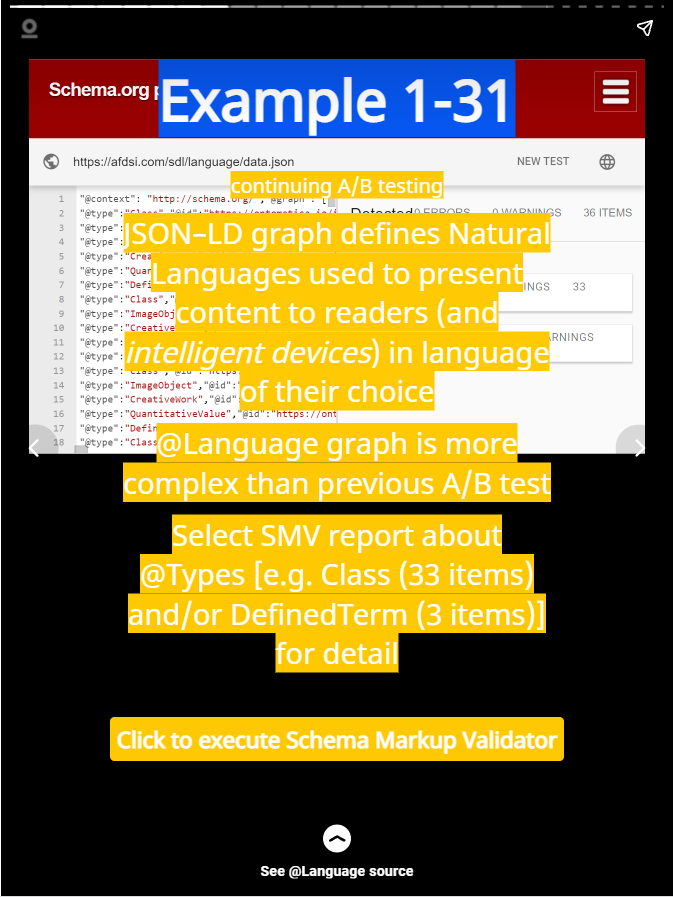 Schema.org
Example 1-31
https://afdsi.com/sdl/language/data.json
NEW TEST
continuing A/B testing
1 "@context": "http://schema.org/", "@graph": [
2 "@type":"Class","@id":"https://
Detected
0 ERRORS
0 WARNINGS
36 ITEMS
3 "@type":
JSON–LD graph defines Natural
4 "@type":
5 "@type":"Crea
6 "@type":"Quan
Languages used to present
7 "@type":"Defi
33
8 "@type":"Class",
content to readers (and
9 "@type":"ImageObj
10 "@type":"Creative
11 "@type":
intelligent devices) in language
12 "@type":
13 "@type":"Class","@id":"https
14 "@type":"ImageObject","@id":
of their choice
15 "@type":"CreativeWork","@id":
16 "@type":"QuantitativeValue","@id":"https://ont
17 "@type":"Defin
18 "@type":"Class
@Language graph is more
complex than previous A/B test
Select SMV report about
@Types [e.g. Class (33 items)
and/or DefinedTerm (3 items)]
for detail
Click to execute Schema Markup Validator
See @Language source